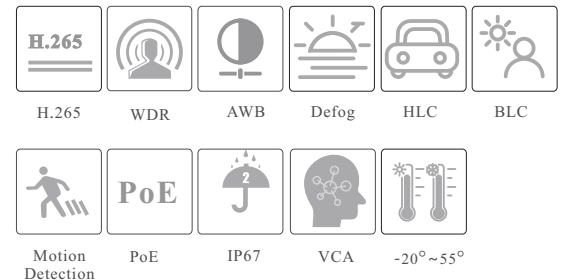 H.265
H.265 WDR AWB Defog HLC BLC
PoE 2
Motion PoE IP67 VCA -20°~55°
Detection